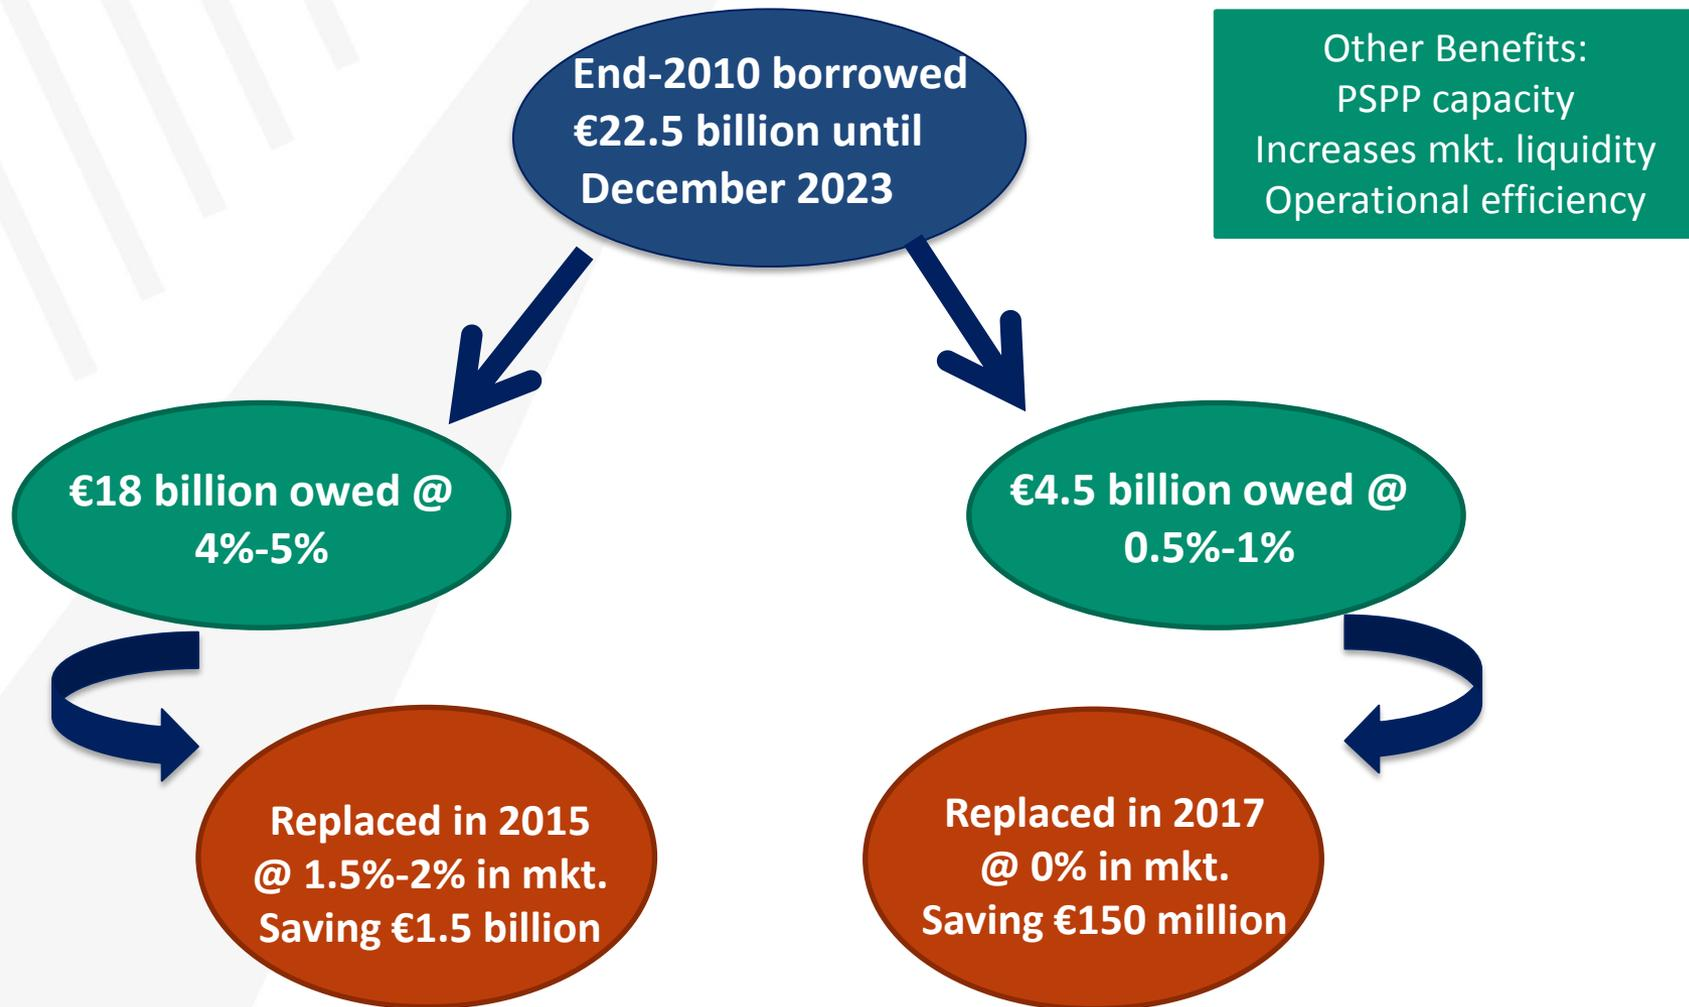 End-2010 borrowed
€22.5 billion until
December 2023
Other Benefits:
PSPP capacity
Increases mkt. liquidity
Operational efficiency
€18 billion owed @
4%-5%
€4.5 billion owed @
0.5%-1%
Replaced in 2015
@ 1.5%-2% in mkt.
Saving €1.5 billion
Replaced in 2017
@ 0% in mkt.
Saving €150 million